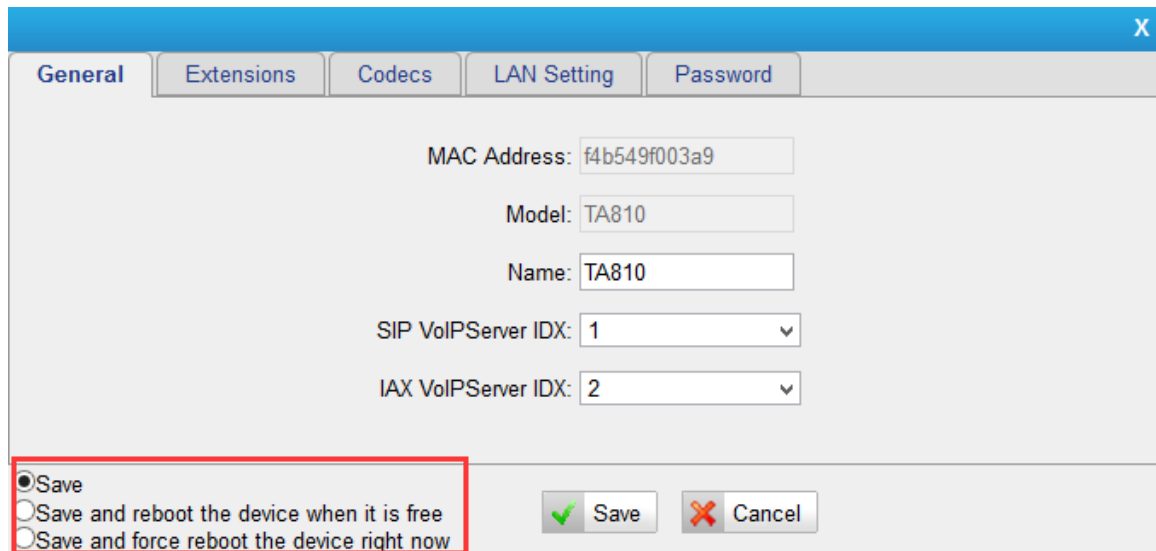 X
General Extensions Codecs LAN Setting Password
MAC Address: f4b549f003a9
Model: TA810
Name: TA810
SIP VoIPServer IDX: 1
IAX VoIPServer IDX: 2
Save
Save and reboot the device when it is free
Save and force reboot the device right now
Save Cancel